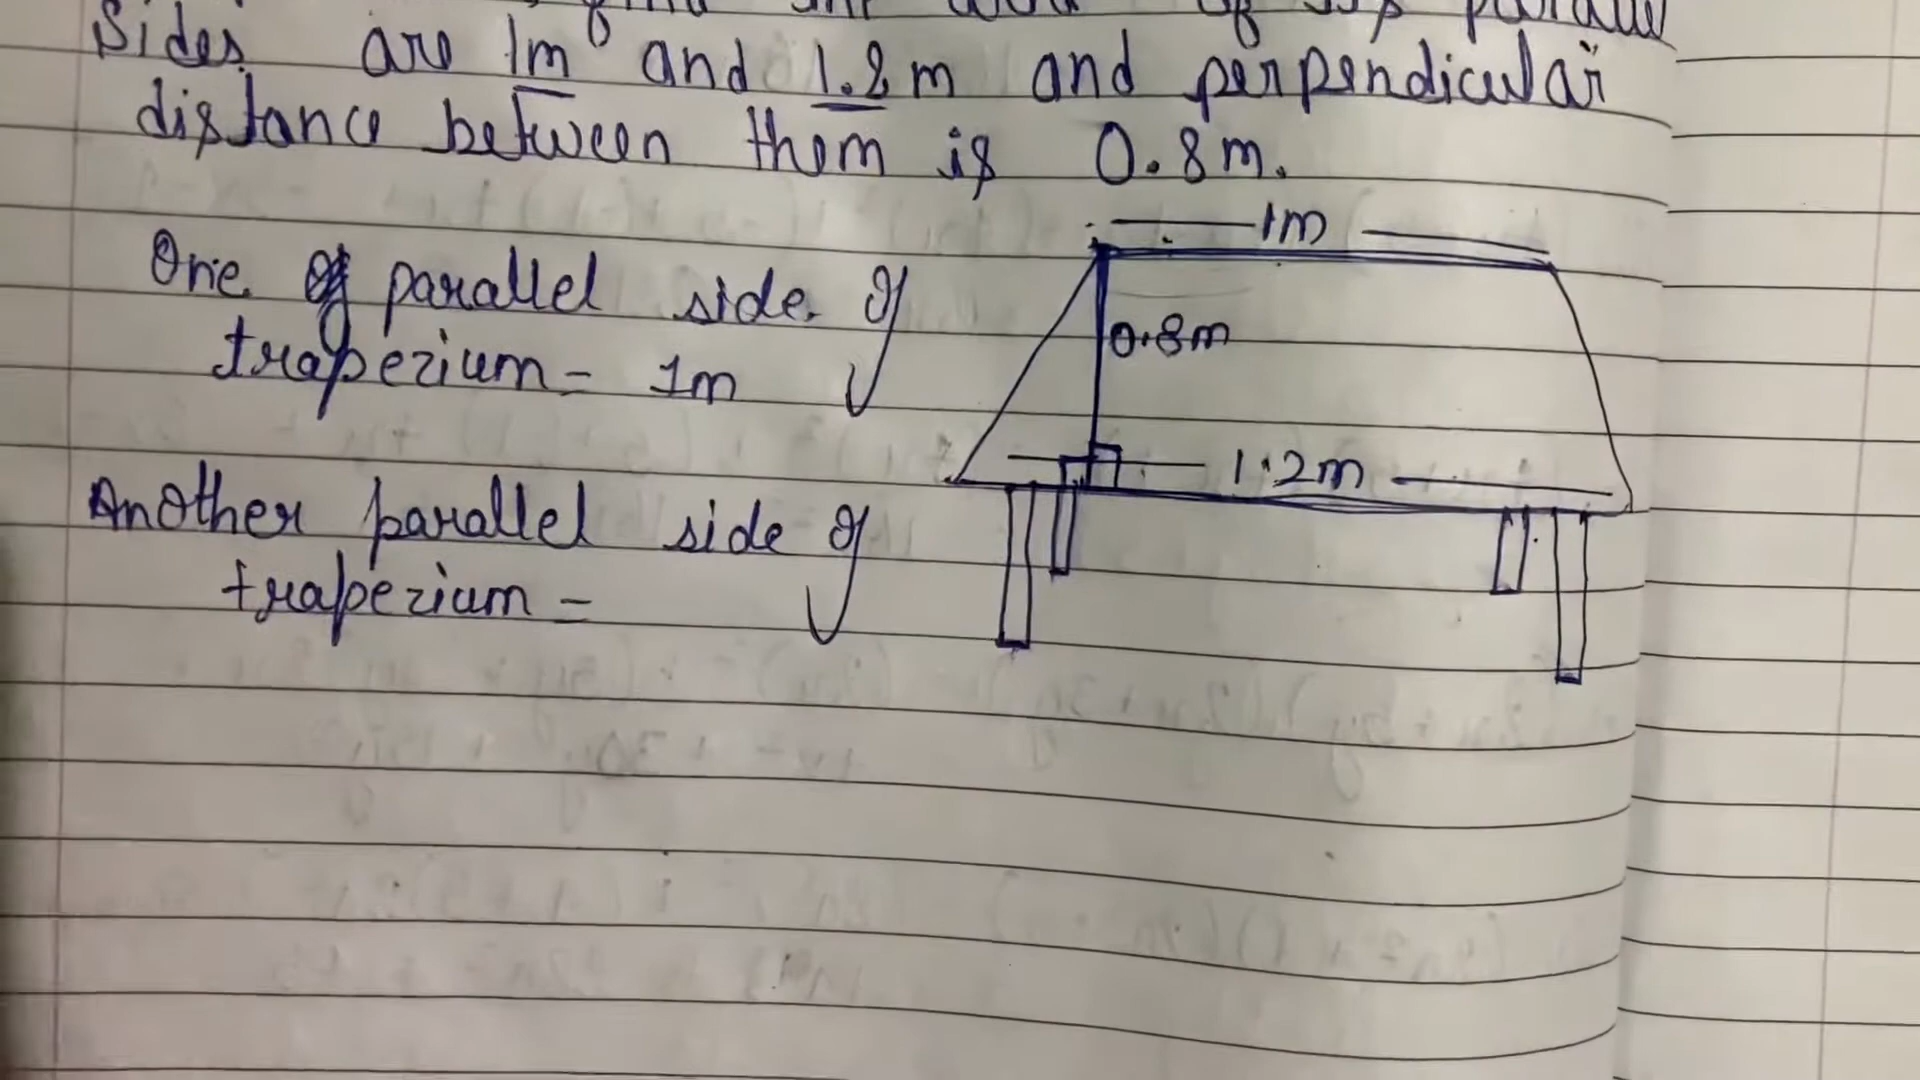 Sides are 1m and 1.2m and perpendicular
distance between them is 0.8m.
1m
One of parallel side of
trapezium = 1m
0.8m
1.2m
Another parallel side of
trapezium =